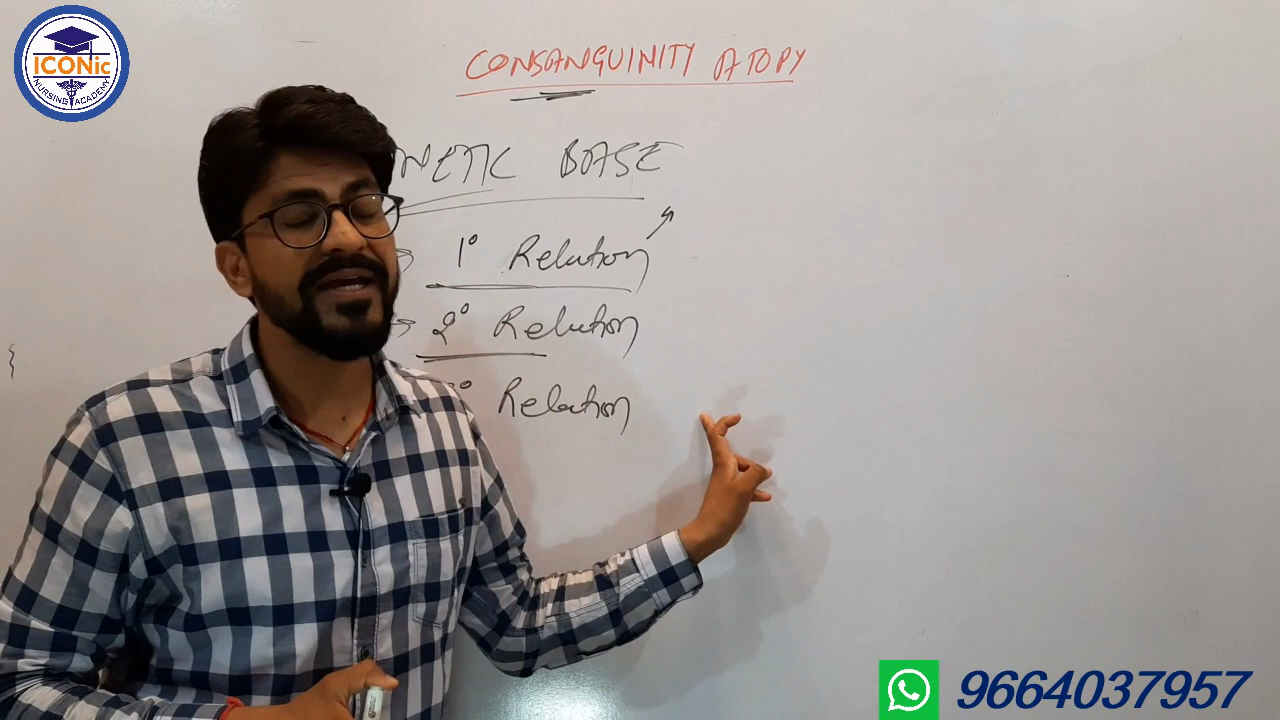 ICONic
NURSING ACADEMY
CONSANGUINITY ATOPY
NETIC BASE
1° Relation
2° Relation
° Relation
9664037957